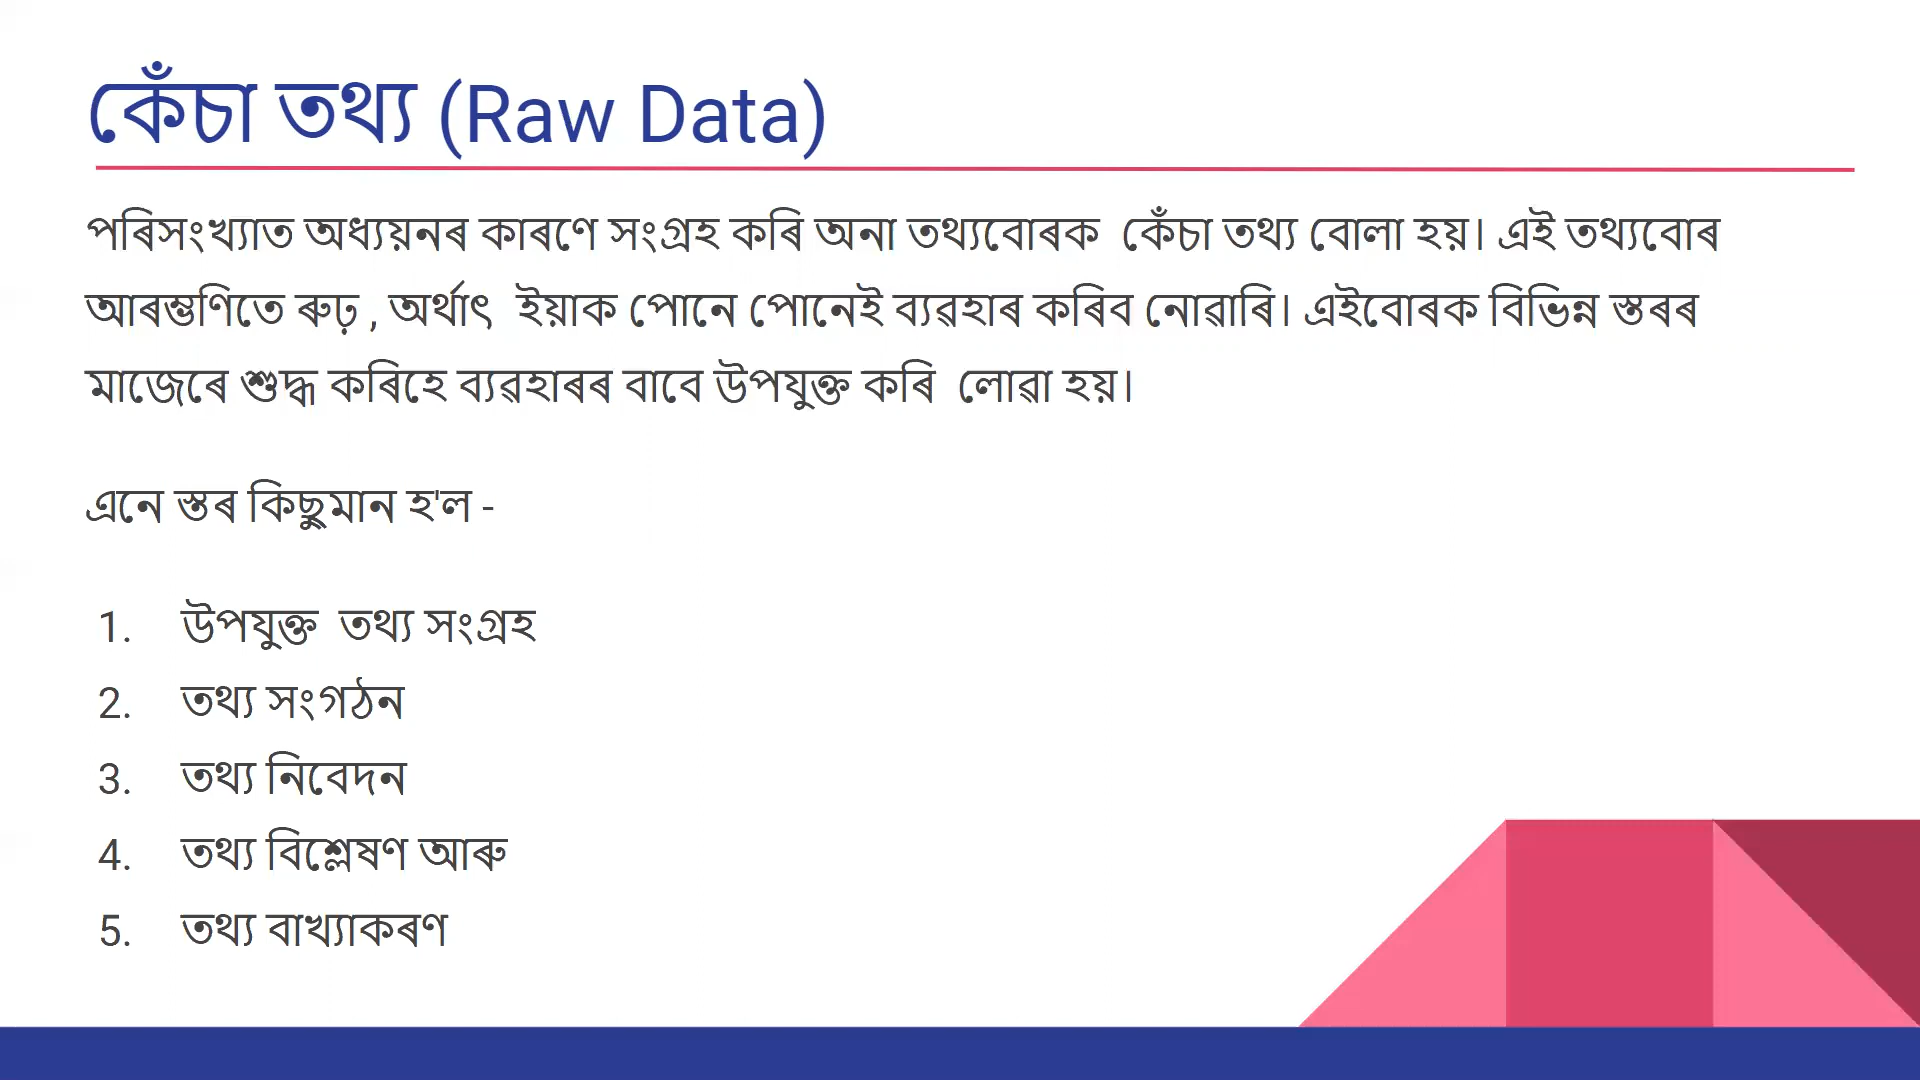 কেঁচা তথ্য (Raw Data)
পৰিসংখ্যাত অধ্যয়নৰ কাৰণে সংগ্ৰহ কৰি অনা তথ্যবোৰক কেঁচা তথ্য বোলা হয়। এই তথ্যবোৰ
আৰম্ভণিতে ৰুঢ় , অৰ্থাৎ ইয়াক পোনে পোনেই ব্যৱহাৰ কৰিব নোৱাৰি। এইবোৰক বিভিন্ন স্তৰৰ
মাজেৰে শুদ্ধ কৰিহে ব্যৱহাৰৰ বাবে উপযুক্ত কৰি লোৱা হয়।
এনে স্তৰ কিছুমান হ'ল -
1. উপযুক্ত তথ্য সংগ্ৰহ
2. তথ্য সংগঠন
3. তথ্য নিবেদন
4. তথ্য বিশ্লেষণ আৰু
5. তথ্য বাখ্যাকৰণ